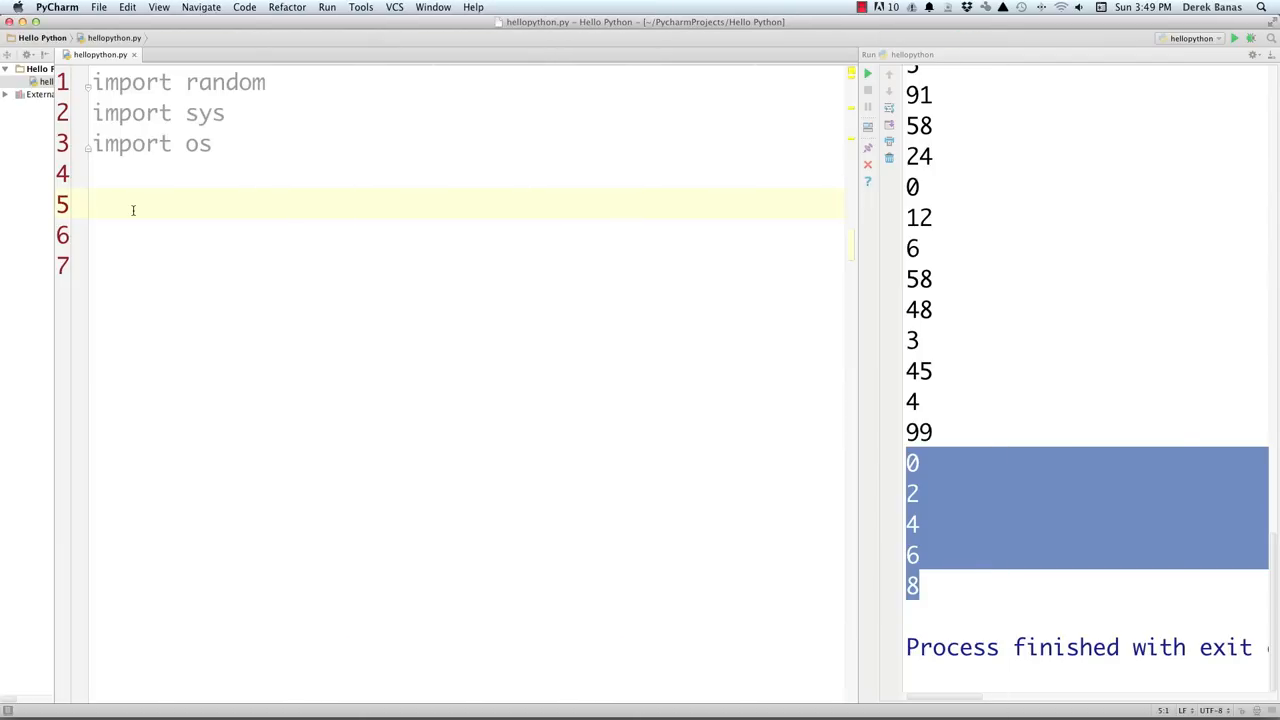 PyCharm File Edit View Navigate Code Refactor Run Tools VCS Window Help 10 Sun 3:49 PM Derek Banas
hellopython.py – Hello Python – [~/PycharmProjects/Hello Python]
Hello Python hellopython.py hellopython
hellopython.py
Run hellopython
Hello F
hell
Externa
1 import random
2 import sys
3 import os
4
5
6
7
91
58
24
0
12
6
58
48
3
45
4
99
0
2
4
6
8
Process finished with exit
5:1 LF UTF-8